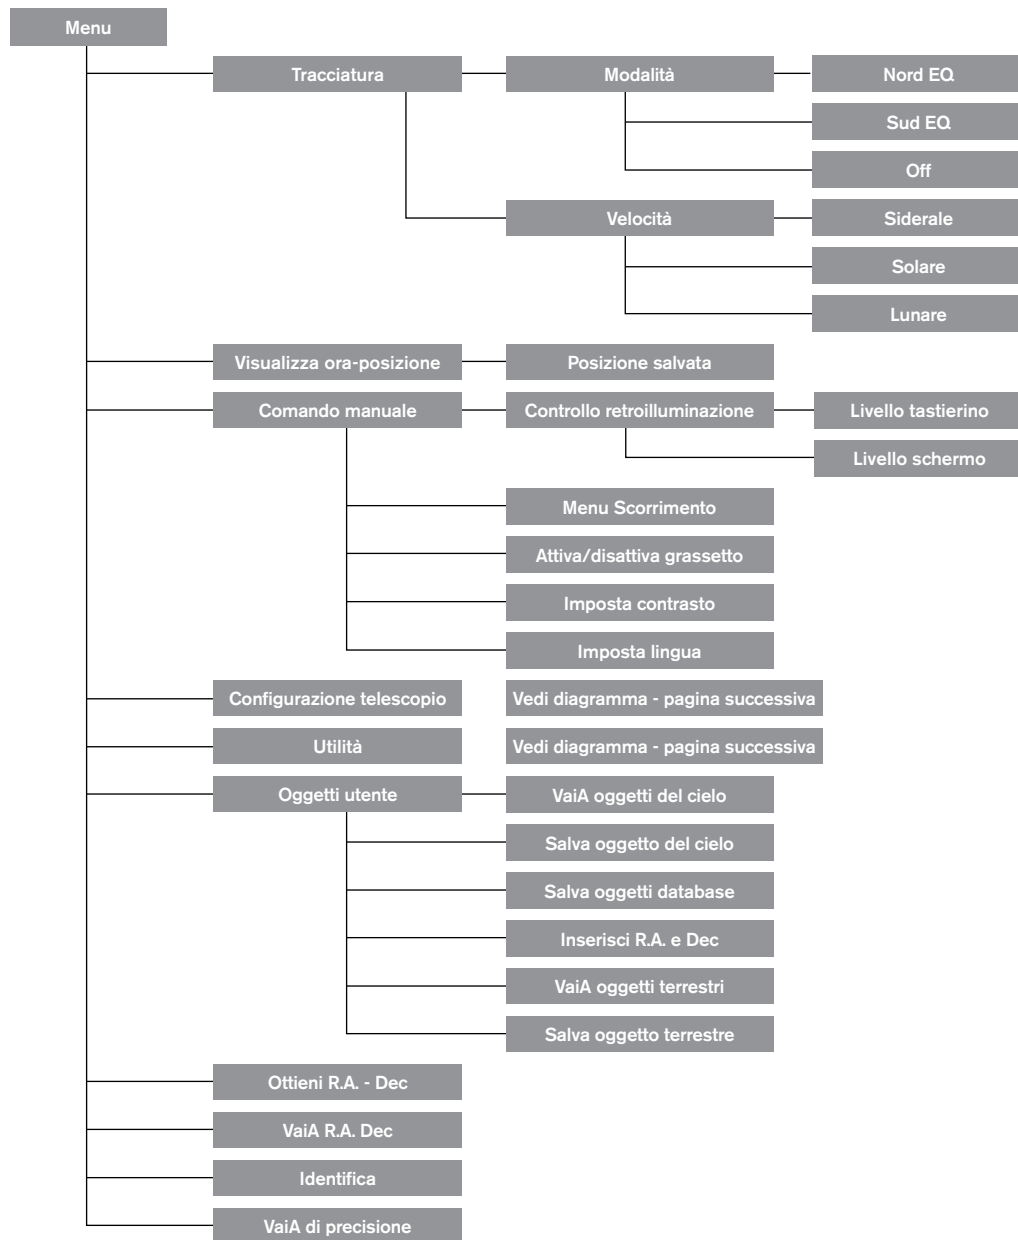 Menu
Tracciatura
Modalità
Nord EQ
Sud EQ
Off
Velocità
Siderale
Solare
Lunare
Visualizza ora-posizione
Posizione salvata
Comando manuale
Controllo retroilluminazione
Livello tastierino
Livello schermo
Menu Scorrimento
Attiva/disattiva grassetto
Imposta contrasto
Imposta lingua
Configurazione telescopio
Vedi diagramma - pagina successiva
Utilità
Vedi diagramma - pagina successiva
Oggetti utente
VaiA oggetti del cielo
Salva oggetto del cielo
Salva oggetti database
Inserisci R.A. e Dec
VaiA oggetti terrestri
Salva oggetto terrestre
Ottieni R.A. - Dec
VaiA R.A. Dec
Identifica
VaiA di precisione